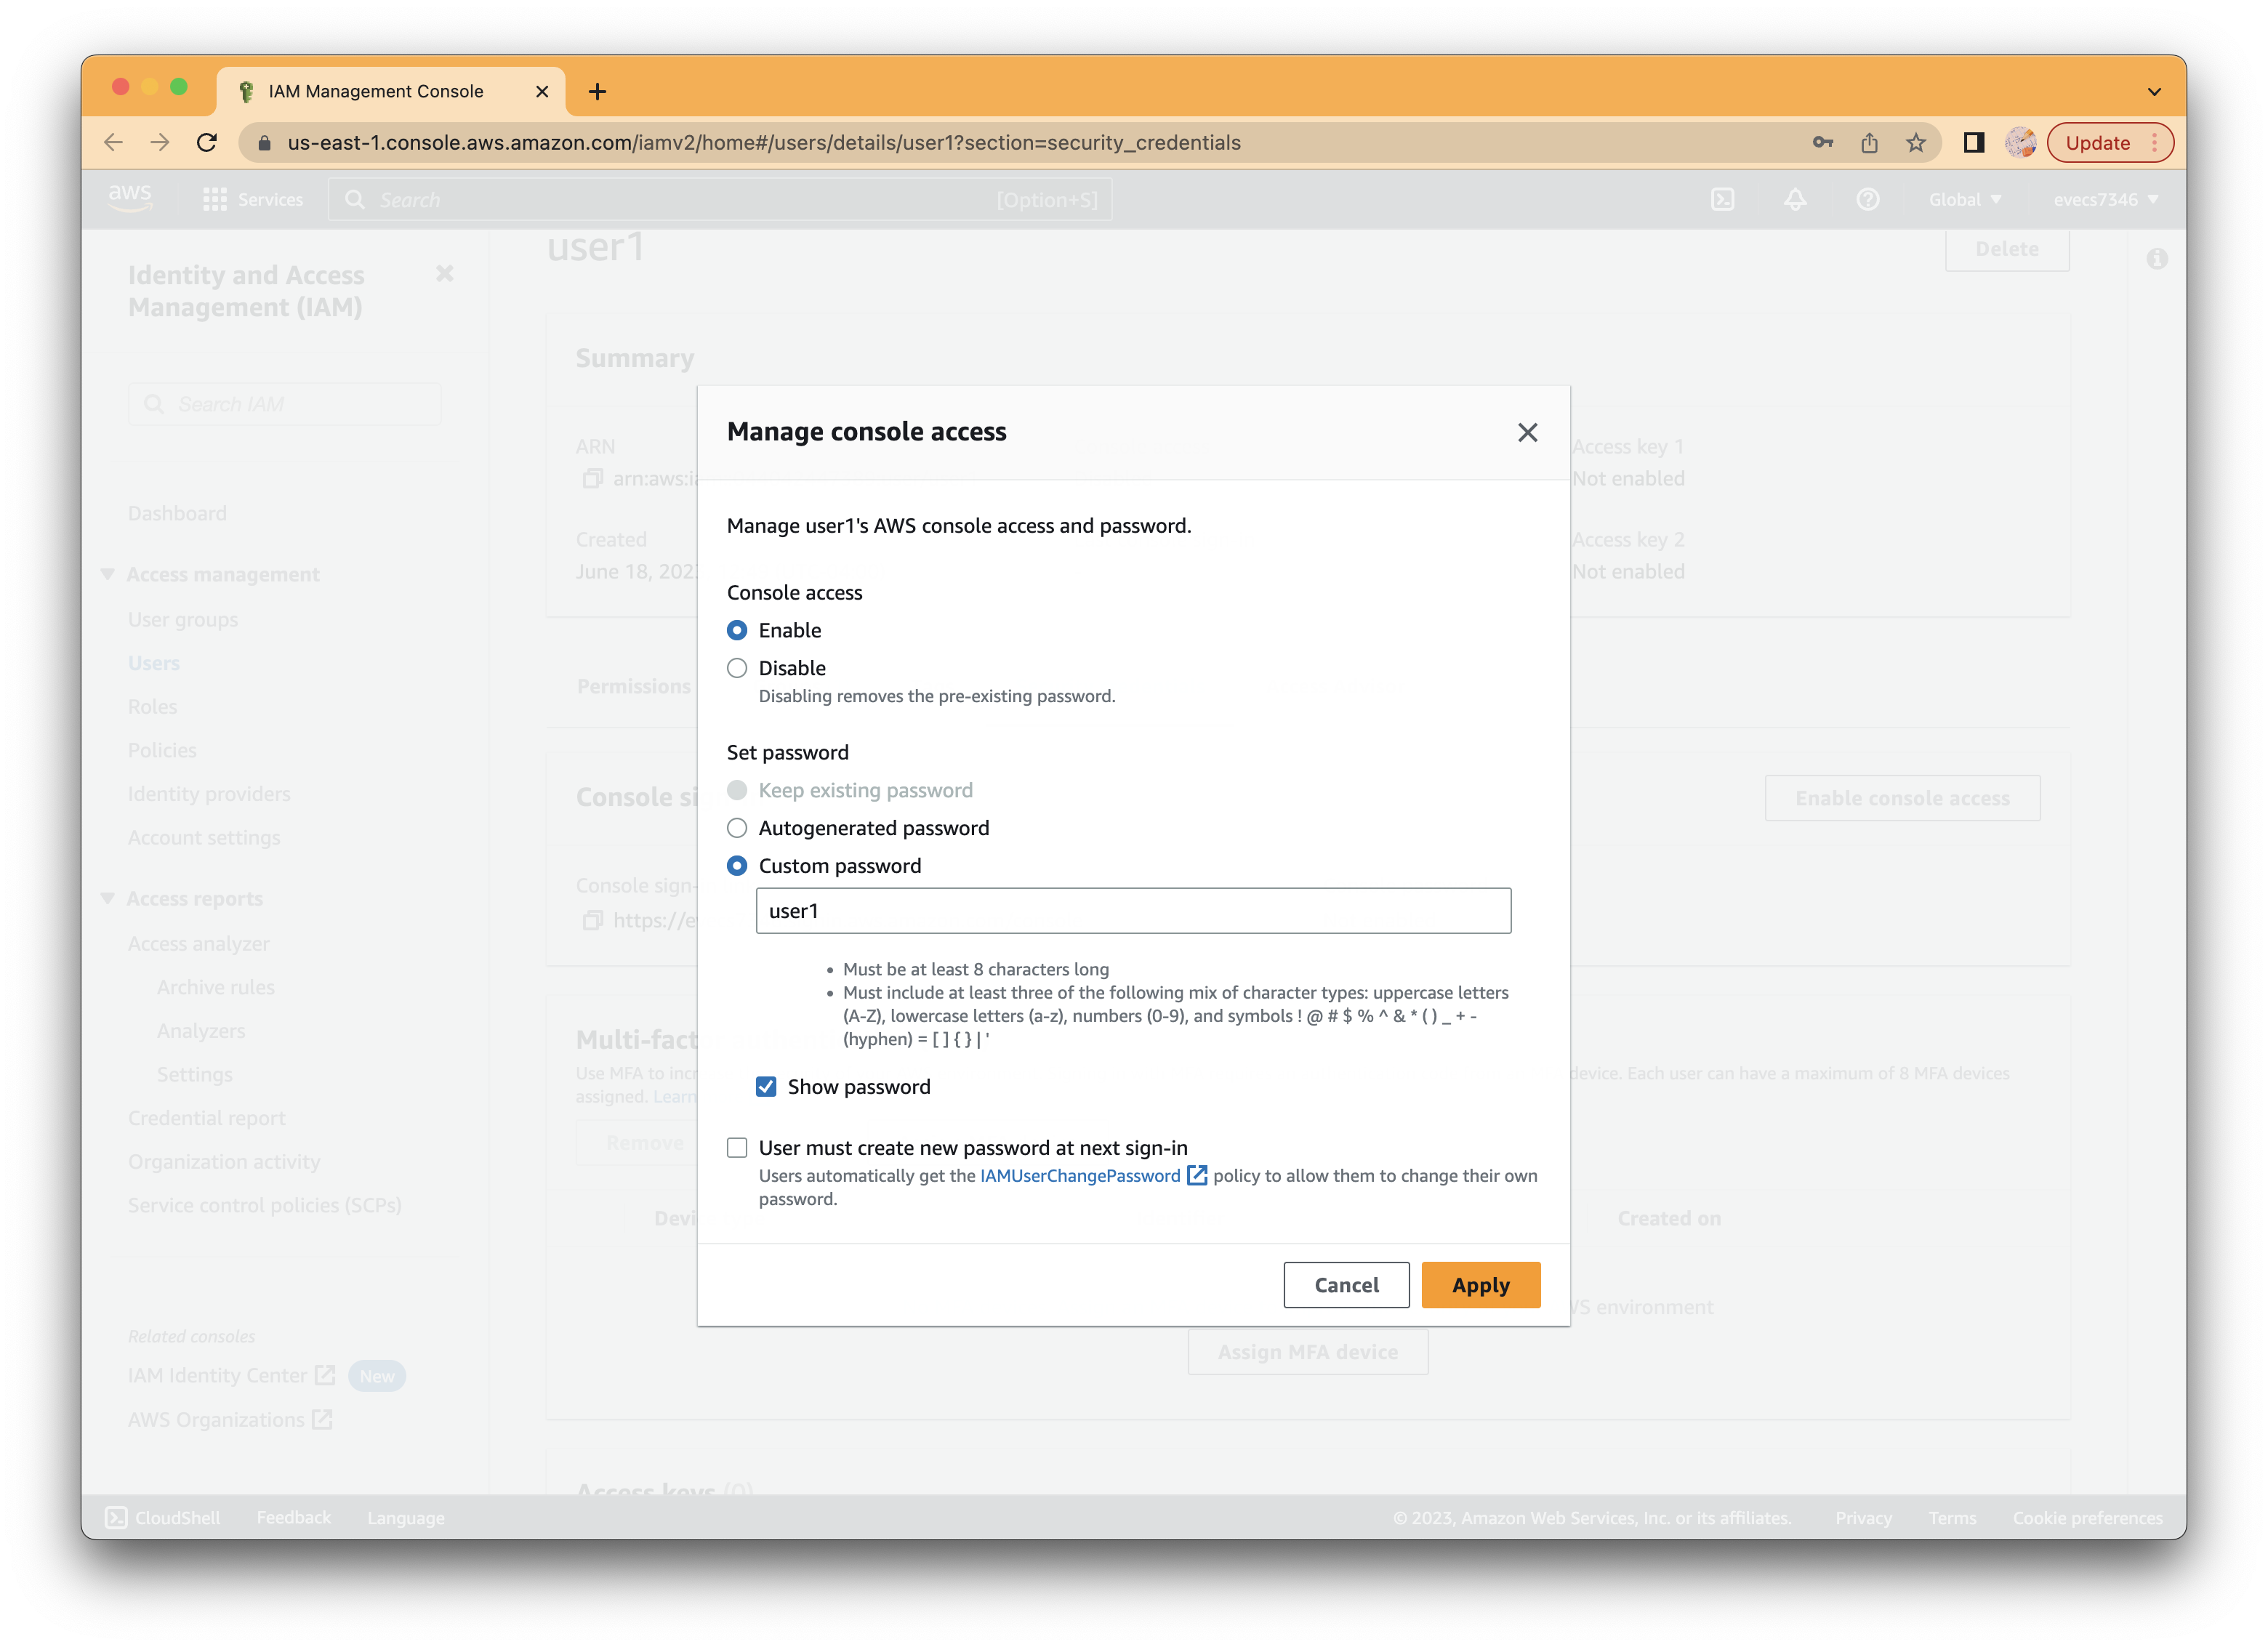 IAM Management Console
us-east-1.console.aws.amazon.com/iamv2/home#/users/details/user1?section=security_credentials
Update
aws
Services
Search
[Option+S]
Global
evecs7346
Identity and Access
Management (IAM)
Search IAM
Dashboard
Access management
User groups
Users
Roles
Policies
Identity providers
Account settings
Access reports
Access analyzer
Archive rules
Analyzers
Settings
Credential report
Organization activity
Service control policies (SCPs)
Related consoles
IAM Identity Center
New
AWS Organizations
user1
Delete
Summary
ARN
arn:aws:ia
Access key 1
Not enabled
Created
June 18, 202
Access key 2
Not enabled
Permissions
Console si
Enable console access
Console sign-
https://e
Multi-fact
Use MFA to incr
device. Each user can have a maximum of 8 MFA devices
assigned. Learn
Remove
Devi
Created on
WS environment
Assign MFA device
Access keys (0)
Manage console access
Manage user1's AWS console access and password.
Console access
Enable
Disable
Disabling removes the pre-existing password.
Set password
Keep existing password
Autogenerated password
Custom password
user1
• Must be at least 8 characters long
• Must include at least three of the following mix of character types: uppercase letters
(A-Z), lowercase letters (a-z), numbers (0-9), and symbols ! @ # $ % ^ & * ( ) _ + -
(hyphen) = [ ] { } | '
Show password
User must create new password at next sign-in
Users automatically get the IAMUserChangePassword policy to allow them to change their own
password.
Cancel
Apply
CloudShell
Feedback
Language
© 2023, Amazon Web Services, Inc. or its affiliates.
Privacy
Terms
Cookie preferences